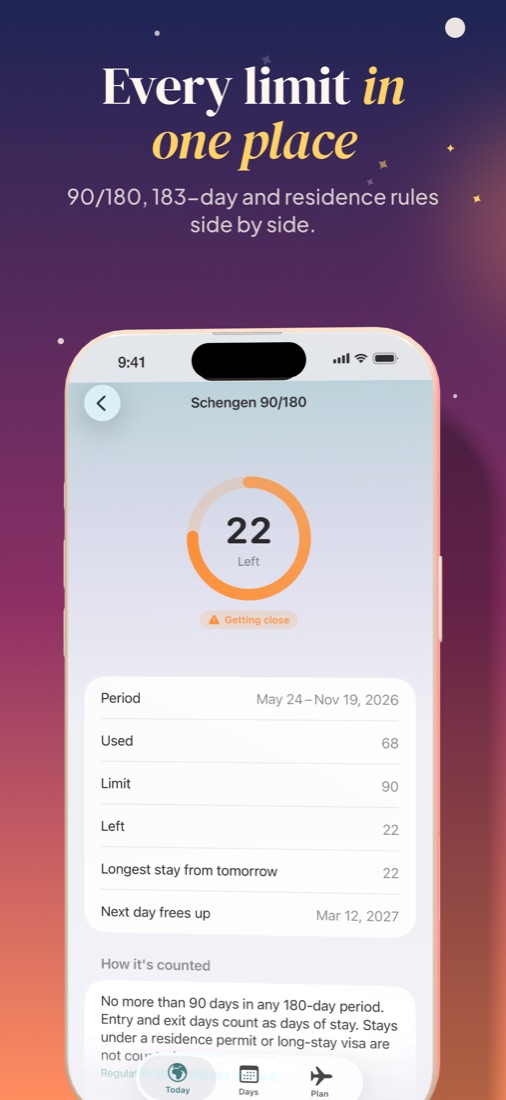 Every limit in
one place
90/180, 183–day and residence rules
side by side.
9:41
Schengen 90/180
22
Left
Getting close
Period May 24–Nov 19, 2026
Used 68
Limit 90
Left 22
Longest stay from tomorrow 22
Next day frees up Mar 12, 2027
How it's counted
No more than 90 days in any 180-day period.
Entry and exit days count as days of stay. Stays
under a residence permit or long-stay visa are
not
Today Days Plan